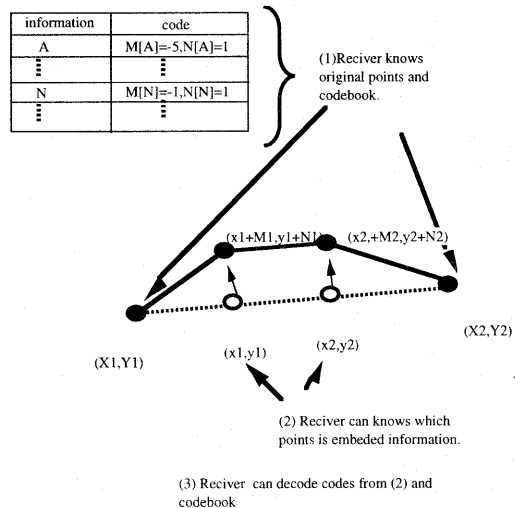 information code
A M[A]=-5,N[A]=1
N M[N]=-1,N[N]=1
(1)Reciver knows
original points and
codebook.
(x1+M1,y1+N1) (x2,+M2,y2+N2)
(X1,Y1)
(x1,y1)
(x2,y2)
(X2,Y2)
(2) Reciver can knows which
points is embeded information.
(3) Reciver can decode codes from (2) and
codebook